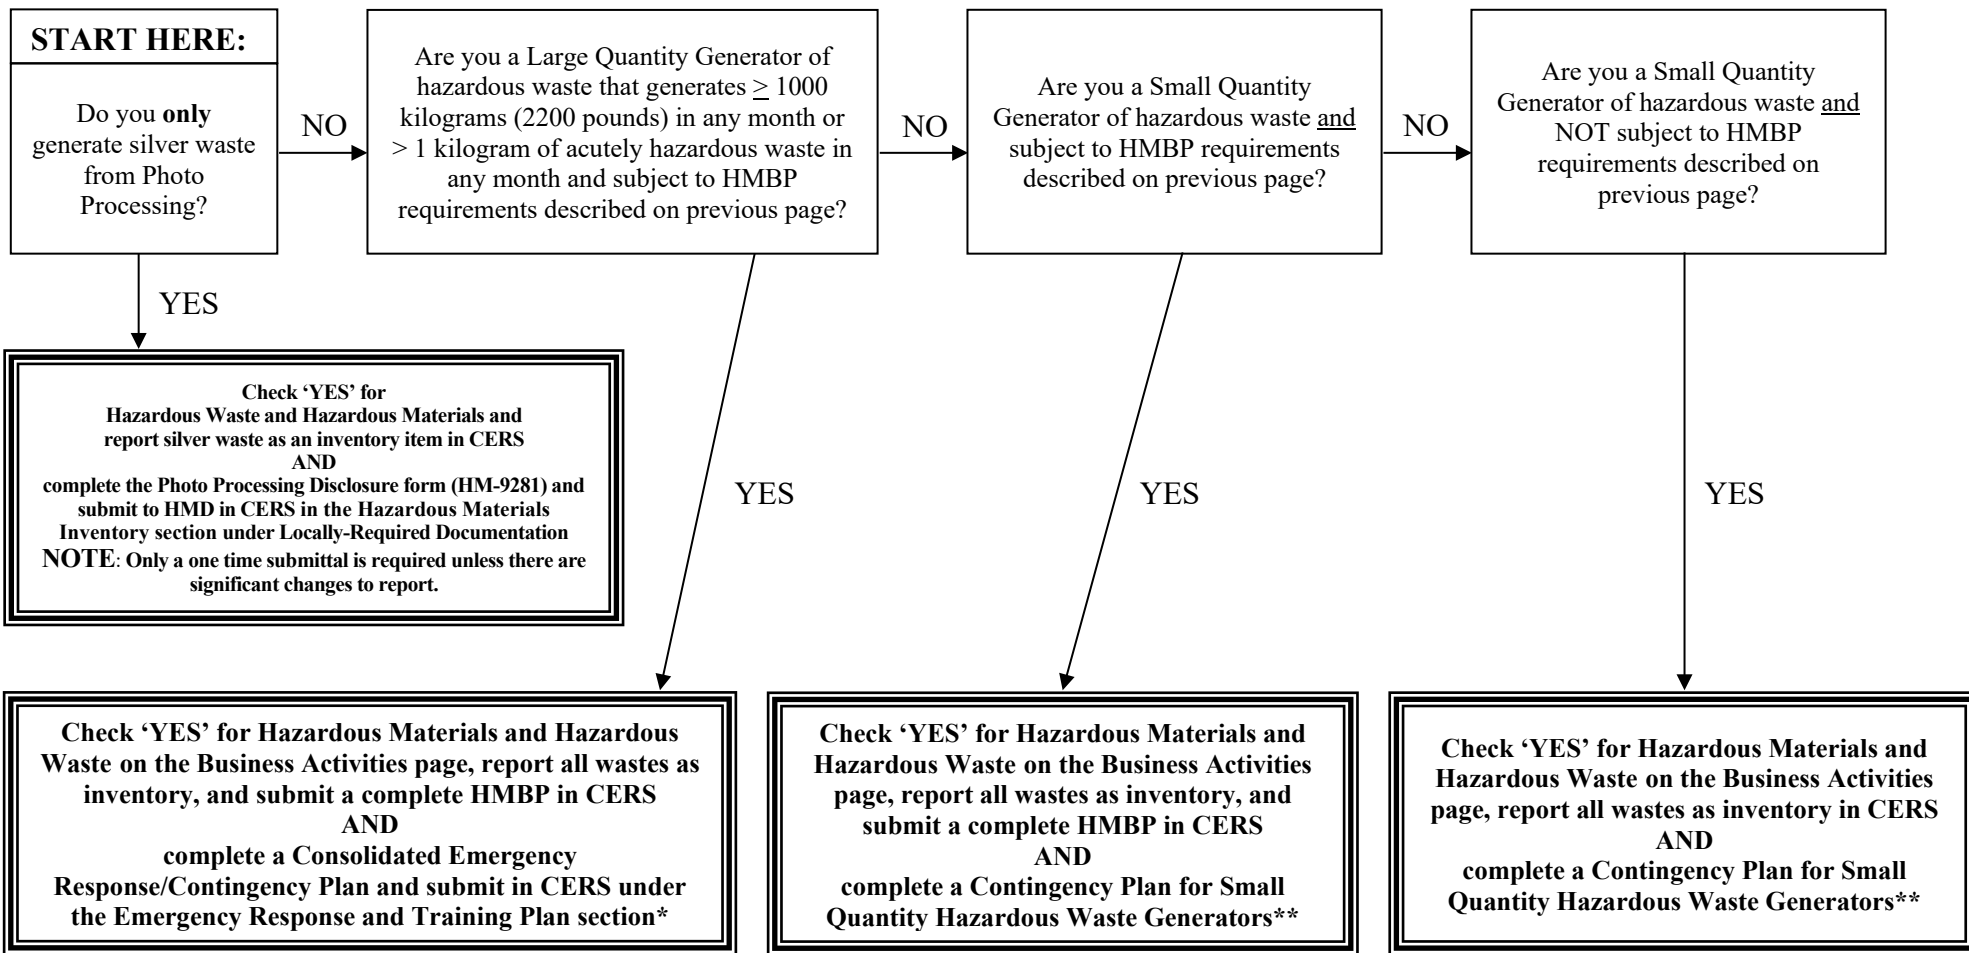 START HERE:
Do you only
generate silver waste
from Photo
Processing?
NO
Are you a Large Quantity Generator of
hazardous waste that generates > 1000
kilograms (2200 pounds) in any month or
> 1 kilogram of acutely hazardous waste in
any month and subject to HMBP
requirements described on previous page?
NO
Are you a Small Quantity
Generator of hazardous waste and
subject to HMBP requirements
described on previous page?
NO
Are you a Small Quantity
Generator of hazardous waste and
NOT subject to HMBP
requirements described on
previous page?
YES
Check ‘YES’ for
Hazardous Waste and Hazardous Materials and
report silver waste as an inventory item in CERS
AND
complete the Photo Processing Disclosure form (HM-9281) and
submit to HMD in CERS in the Hazardous Materials
Inventory section under Locally-Required Documentation
NOTE: Only a one time submittal is required unless there are
significant changes to report.
YES
YES
YES
Check ‘YES’ for Hazardous Materials and Hazardous
Waste on the Business Activities page, report all wastes as
inventory, and submit a complete HMBP in CERS
AND
complete a Consolidated Emergency
Response/Contingency Plan and submit in CERS under
the Emergency Response and Training Plan section*
Check ‘YES’ for Hazardous Materials and
Hazardous Waste on the Business Activities
page, report all wastes as inventory, and
submit a complete HMBP in CERS
AND
complete a Contingency Plan for Small
Quantity Hazardous Waste Generators**
Check ‘YES’ for Hazardous Materials and
Hazardous Waste on the Business Activities
page, report all wastes as inventory in CERS
AND
complete a Contingency Plan for Small
Quantity Hazardous Waste Generators**